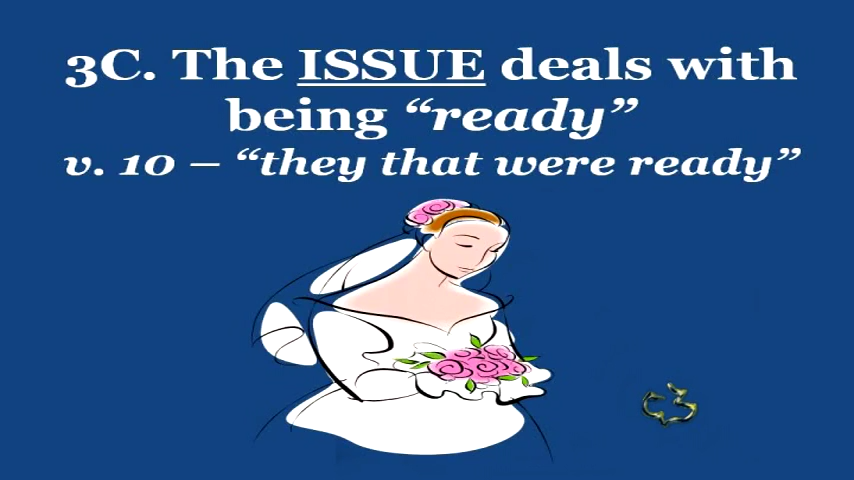 3C. The ISSUE deals with
being “ready”
v. 10 – “they that were ready”